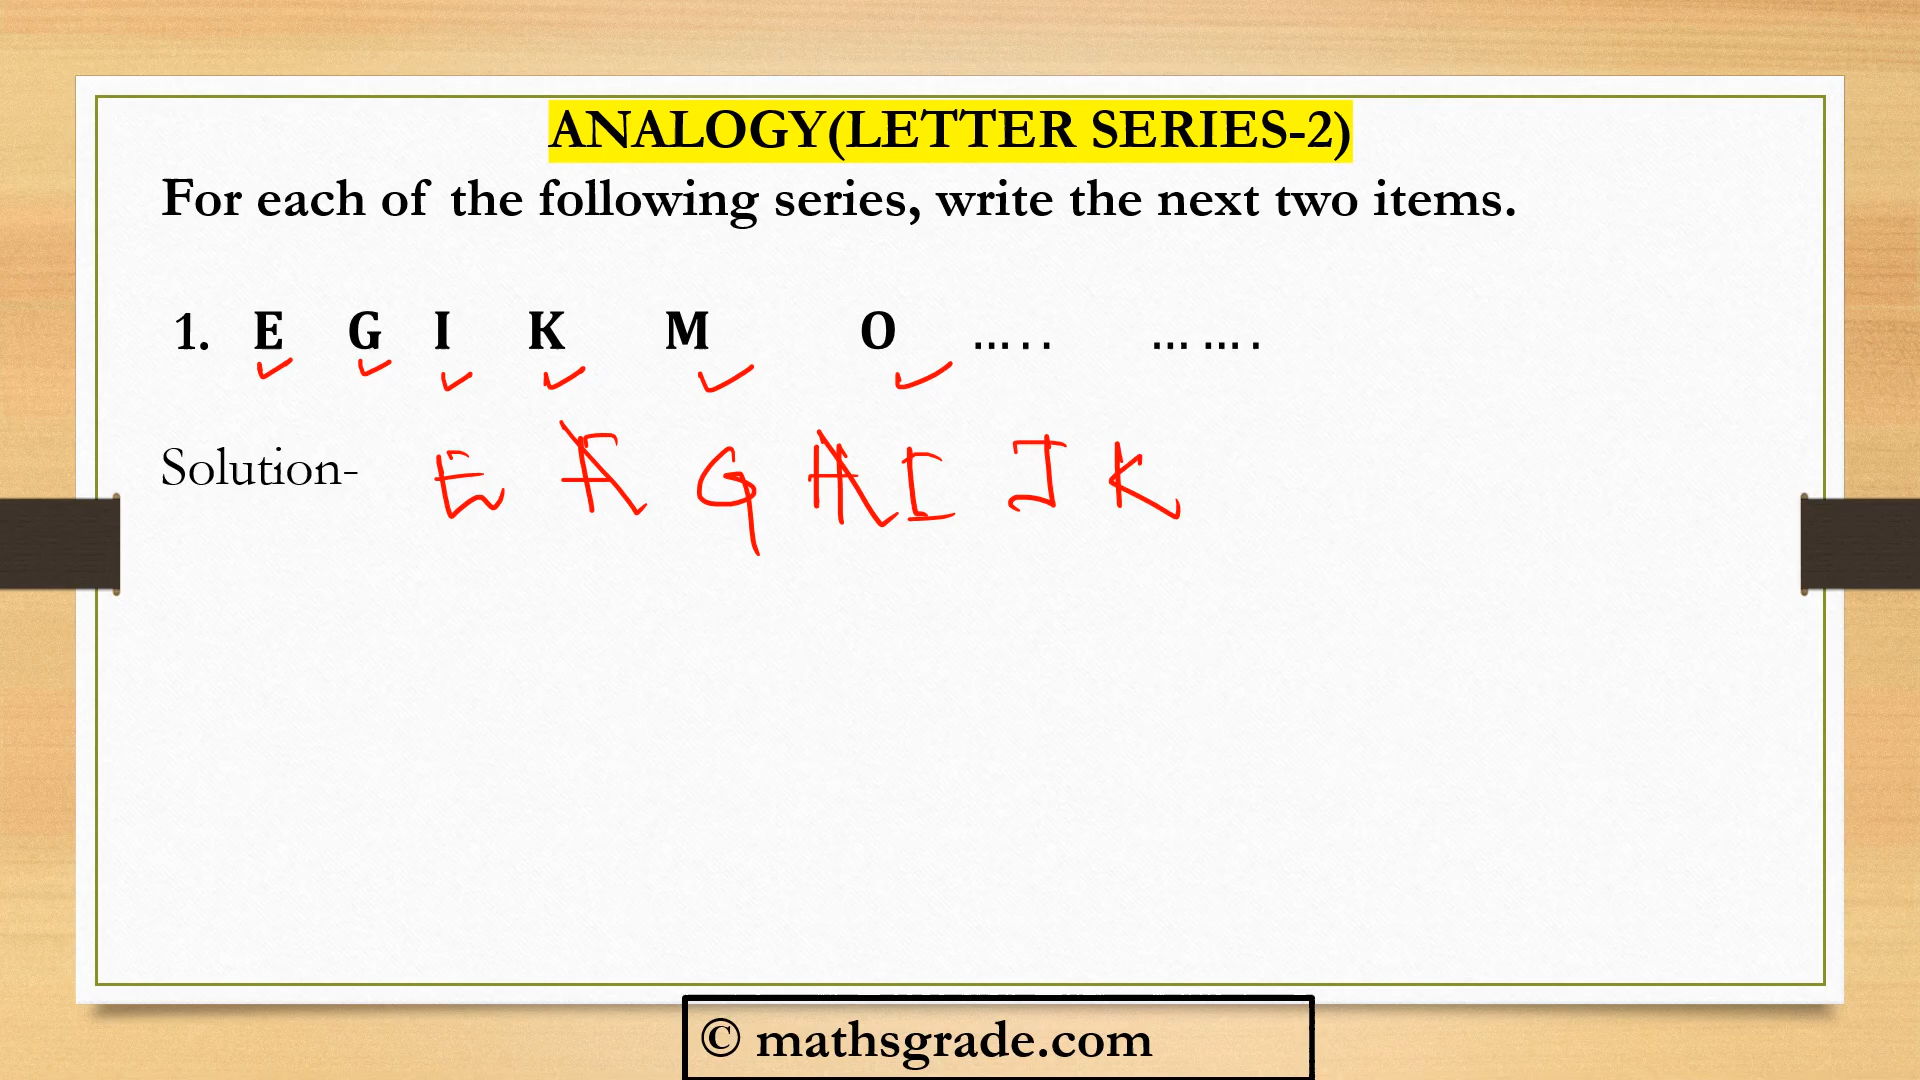 ANALOGY(LETTER SERIES-2)
For each of the following series, write the next two items.
1. E G I K M O ..... .......
Solution- E F G H I J K
© mathsgrade.com